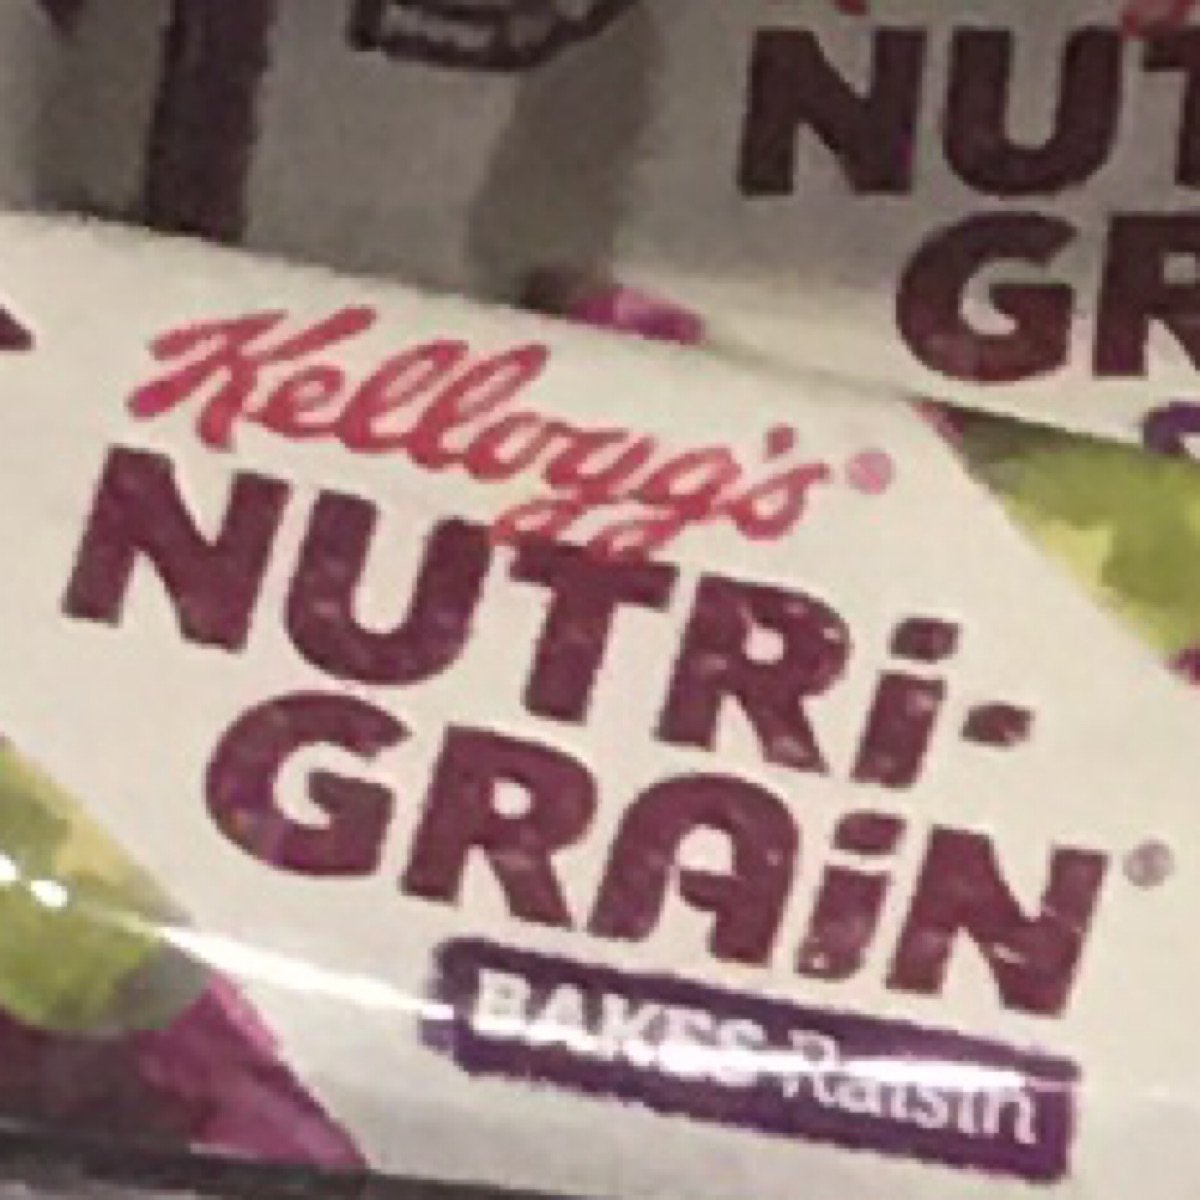 NUT
GR
Kellogg's®
NUTRi-
GRAiN®
BAKES Raisin